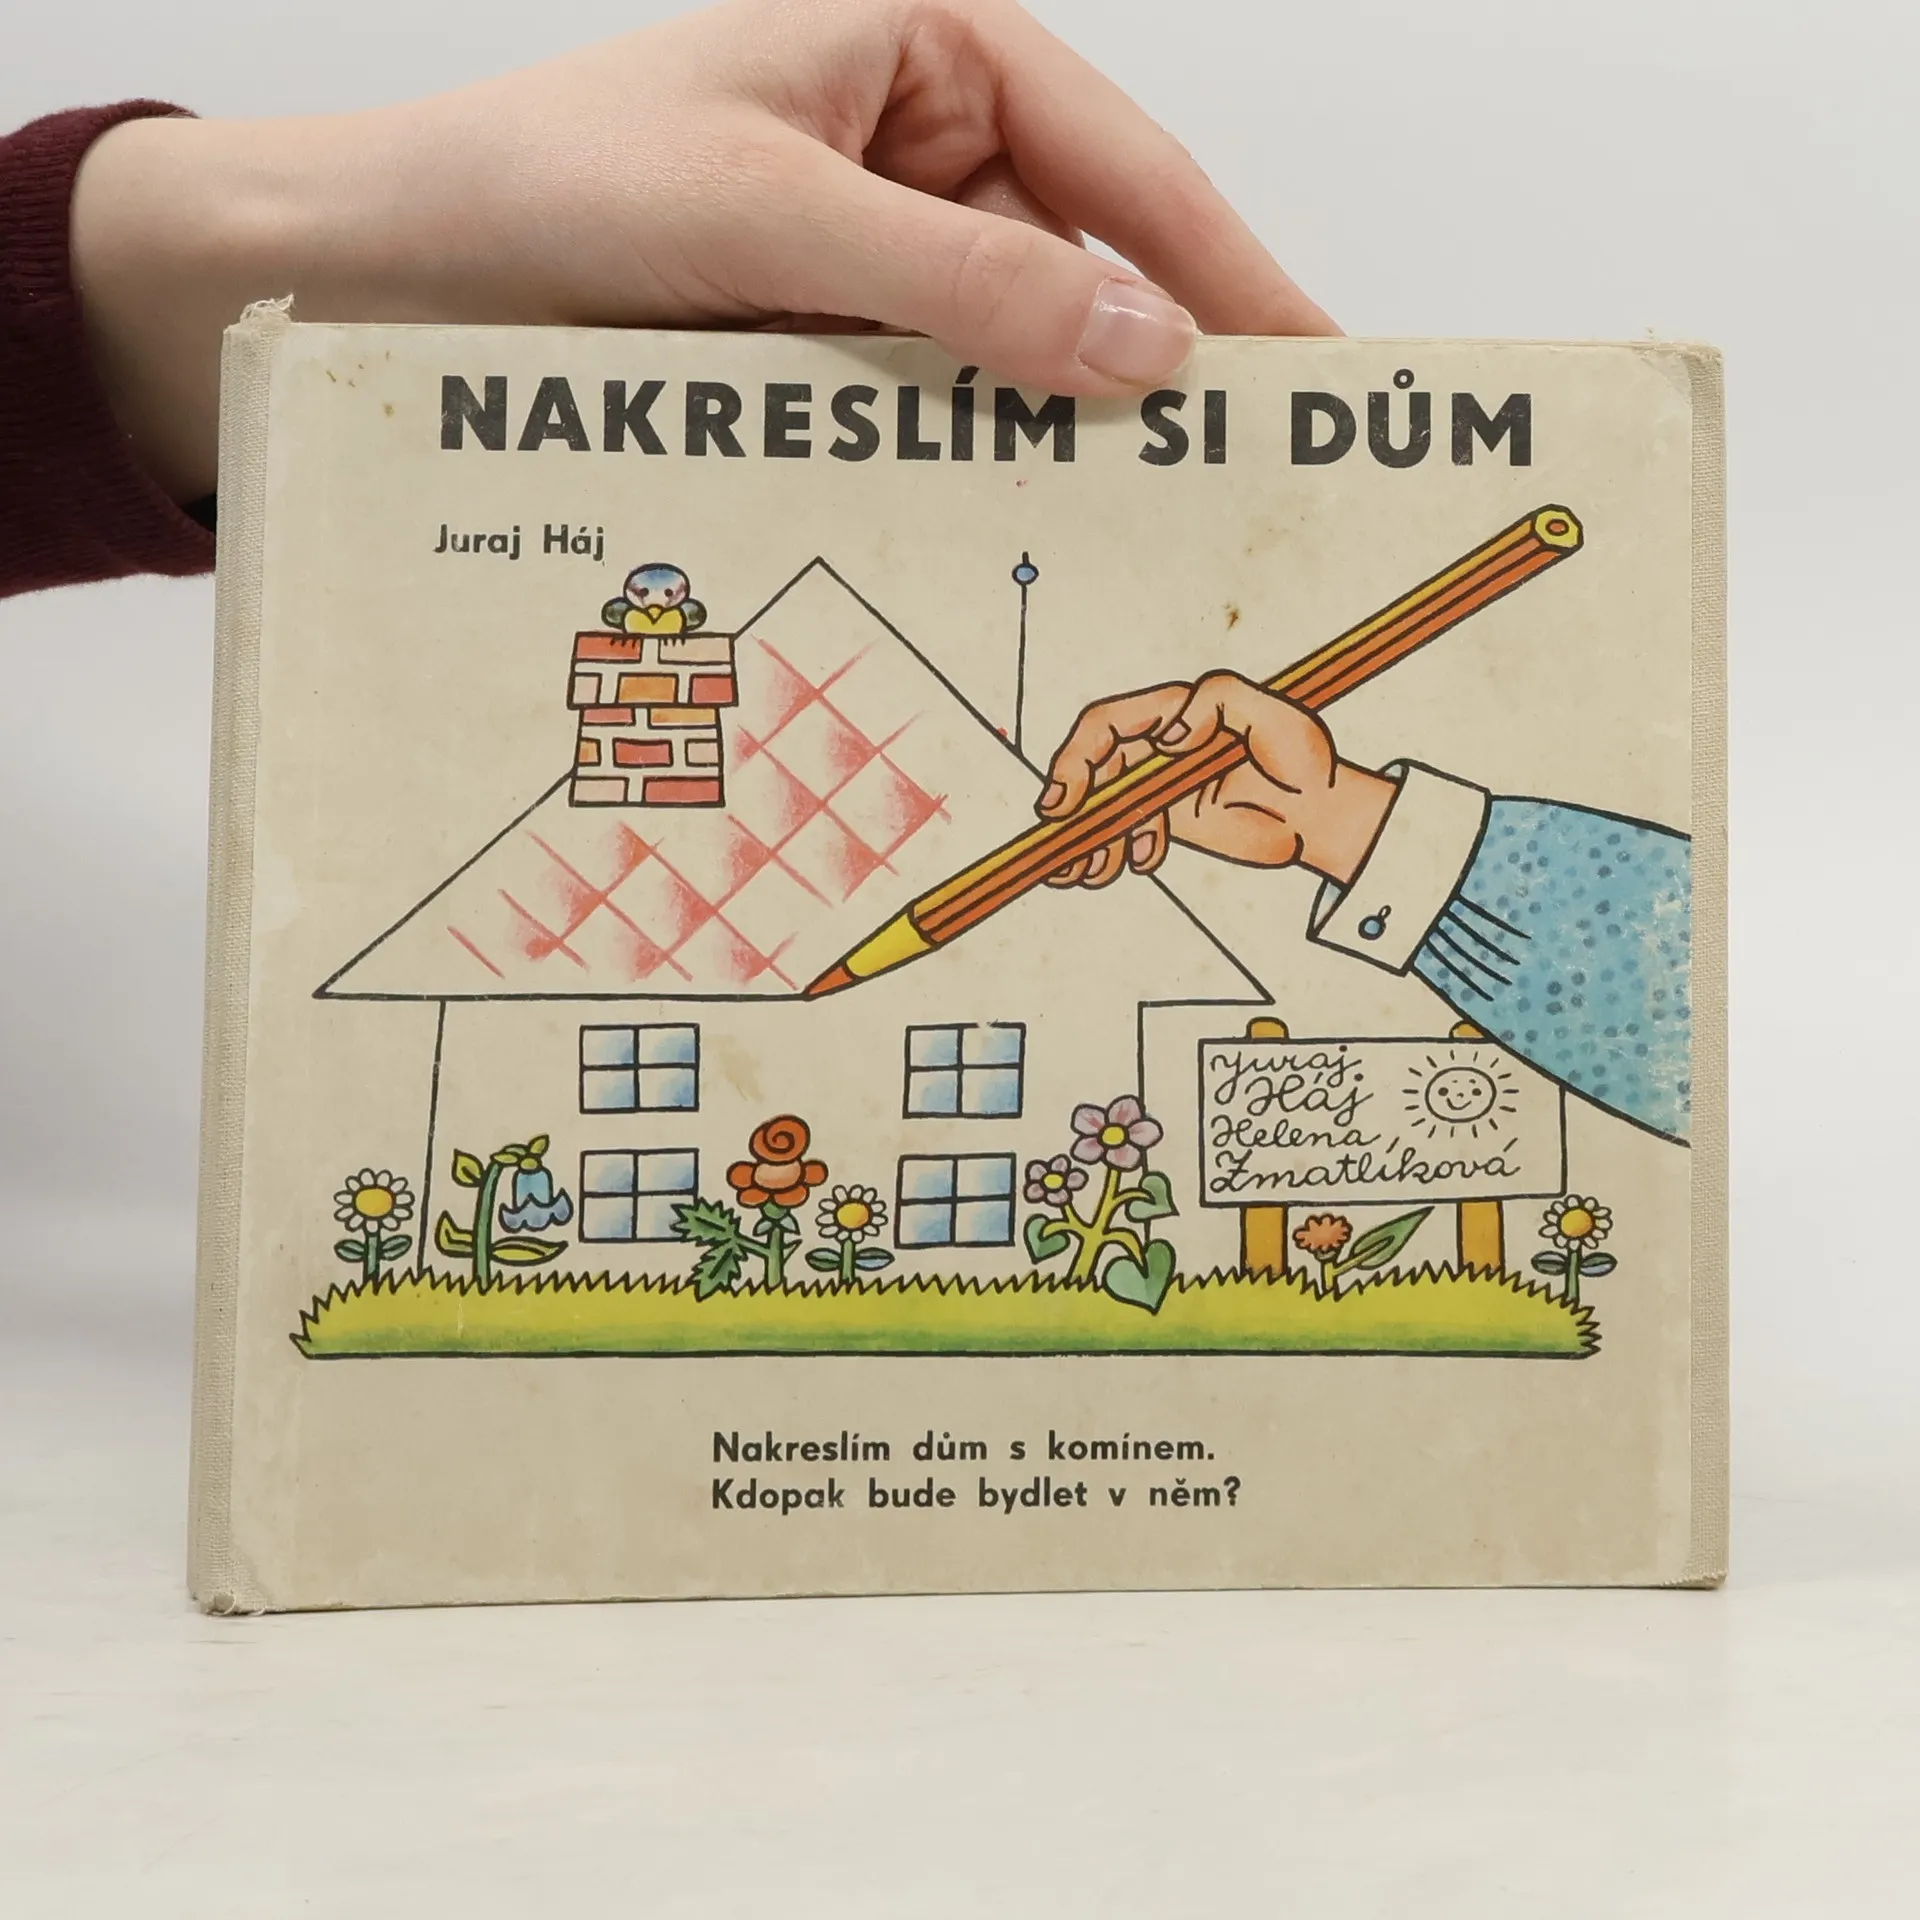 NAKRESLÍM SI DŮM
Juraj Háj
Juraj
Háj
Helena
Zmatlíková
Nakreslím dům s komínem.
Kdopak bude bydlet v něm?